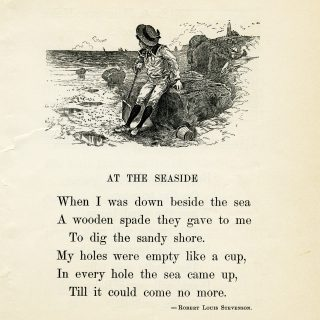 AT THE SEASIDE
When I was down beside the sea
A wooden spade they gave to me
To dig the sandy shore.
My holes were empty like a cup,
In every hole the sea came up,
Till it could come no more.
—Robert Louis Stevenson.